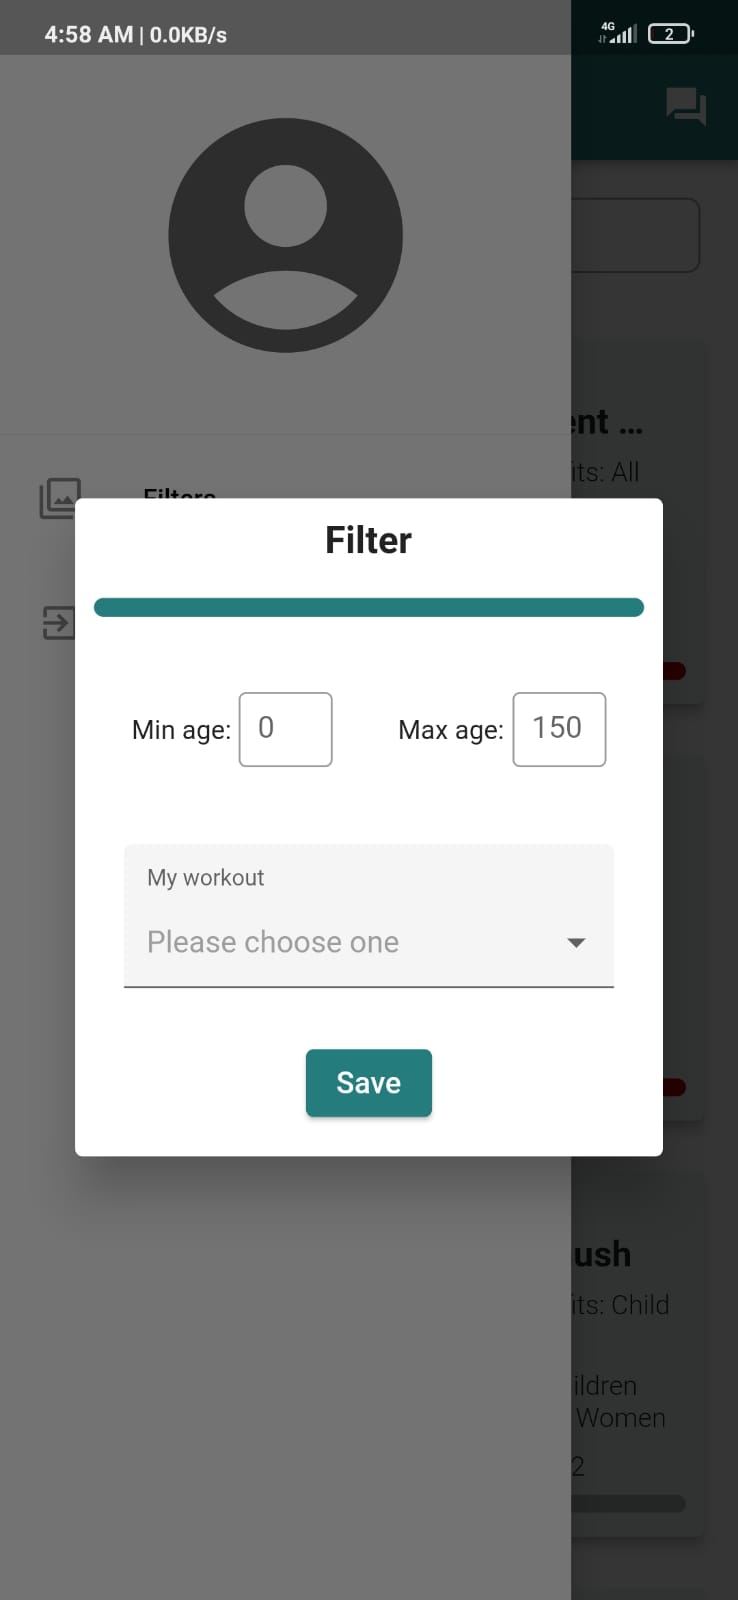 4:58 AM | 0.0KB/s
4G
2
ent ...
its: All
Filters
Filter
Min age: 0
Max age: 150
My workout
Please choose one
Save
ush
its: Child
ildren
Women
2